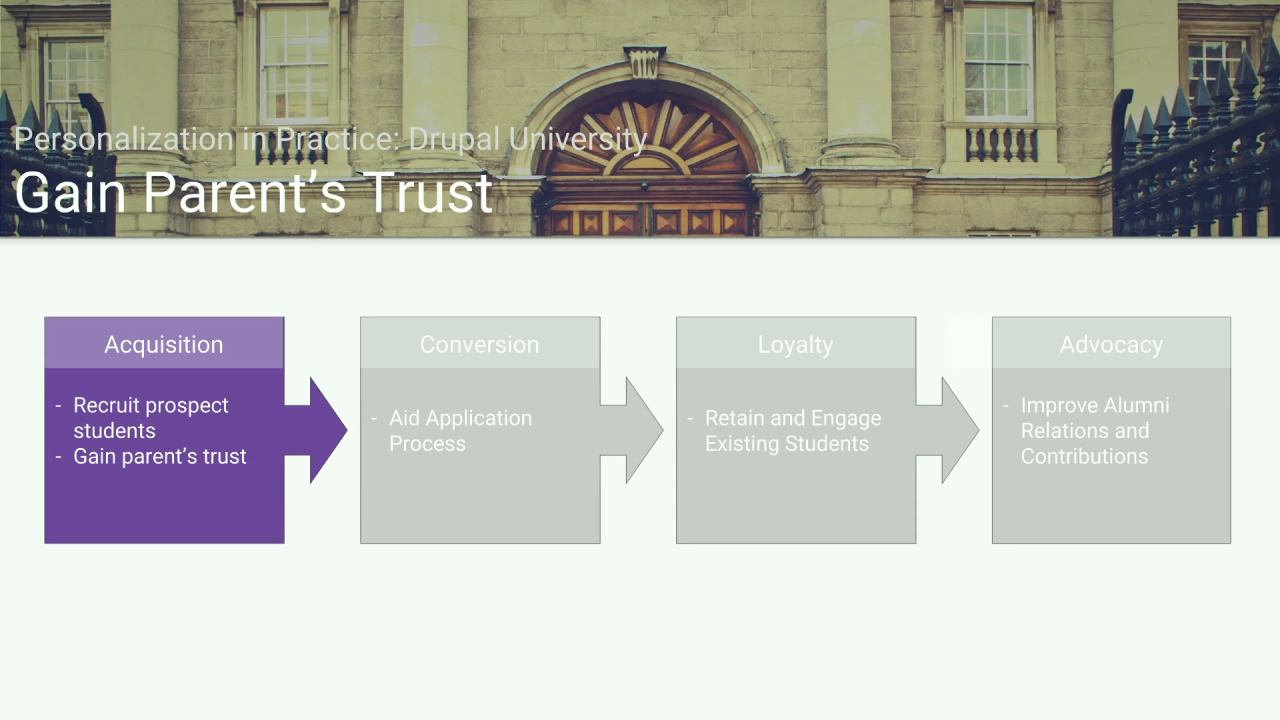 Personalization in Practice: Drupal University
Gain Parent’s Trust
Acquisition
- Recruit prospect
students
- Gain parent’s trust
Conversion
- Aid Application
Process
Loyalty
- Retain and Engage
Existing Students
Advocacy
- Improve Alumni
Relations and
Contributions